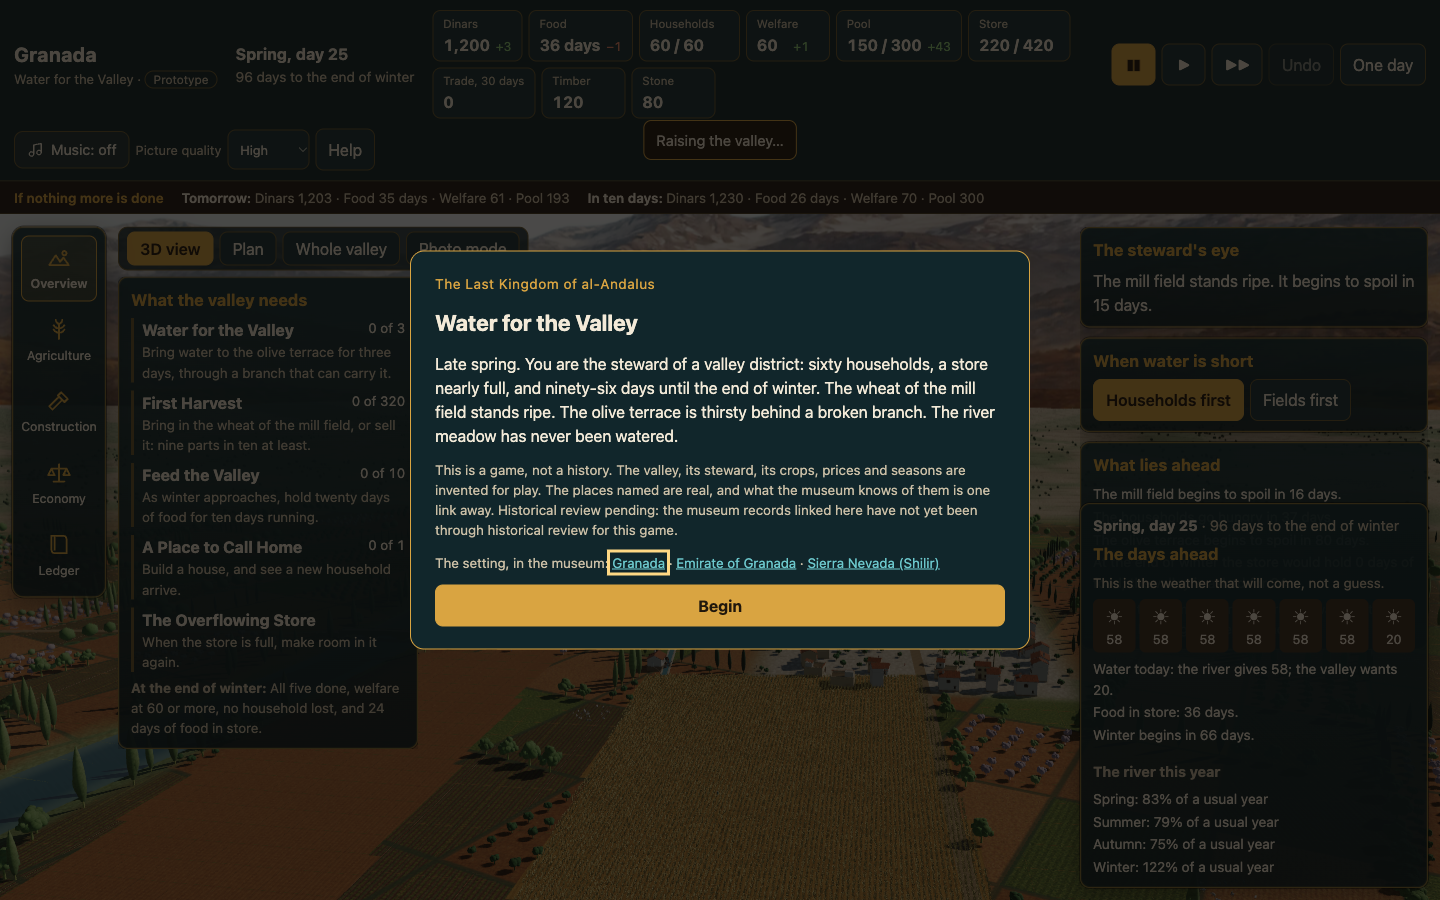 Granada
Water for the Valley · Prototype
Spring, day 25
96 days to the end of winter
Dinars
1,200 +3
Food
36 days −1
Households
60 / 60
Welfare
60 +1
Pool
150 / 300 +43
Store
220 / 420
Trade, 30 days
0
Timber
120
Stone
80
Undo
One day
Music: off
Picture quality
High
Help
Raising the valley...
If nothing more is done Tomorrow: Dinars 1,203 · Food 35 days · Welfare 61 · Pool 193 In ten days: Dinars 1,230 · Food 26 days · Welfare 70 · Pool 300
Overview
Agriculture
Construction
Economy
Ledger
3D view
Plan
Whole valley
Photo mode
What the valley needs
Water for the Valley 0 of 3
Bring water to the olive terrace for three
days, through a branch that can carry it.
First Harvest 0 of 320
Bring in the wheat of the mill field, or sell
it: nine parts in ten at least.
Feed the Valley 0 of 10
As winter approaches, hold twenty days
of food for ten days running.
A Place to Call Home 0 of 1
Build a house, and see a new household
arrive.
The Overflowing Store
When the store is full, make room in it
again.
At the end of winter: All five done, welfare
at 60 or more, no household lost, and 24
days of food in store.
The Last Kingdom of al-Andalus
Water for the Valley
Late spring. You are the steward of a valley district: sixty households, a store
nearly full, and ninety-six days until the end of winter. The wheat of the mill
field stands ripe. The olive terrace is thirsty behind a broken branch. The river
meadow has never been watered.
This is a game, not a history. The valley, its steward, its crops, prices and seasons are
invented for play. The places named are real, and what the museum knows of them is one
link away. Historical review pending: the museum records linked here have not yet been
through historical review for this game.
The setting, in the museum: Granada · Emirate of Granada · Sierra Nevada (Shilir)
Begin
The steward's eye
The mill field stands ripe. It begins to spoil in
15 days.
When water is short
Households first
Fields first
What lies ahead
The mill field begins to spoil in 16 days.
Spring, day 25 · 96 days to the end of winter
The days ahead
This is the weather that will come, not a guess.
58 58 58 58 58 58 20
Water today: the river gives 58; the valley wants
20.
Food in store: 36 days.
Winter begins in 66 days.
The river this year
Spring: 83% of a usual year
Summer: 79% of a usual year
Autumn: 75% of a usual year
Winter: 122% of a usual year